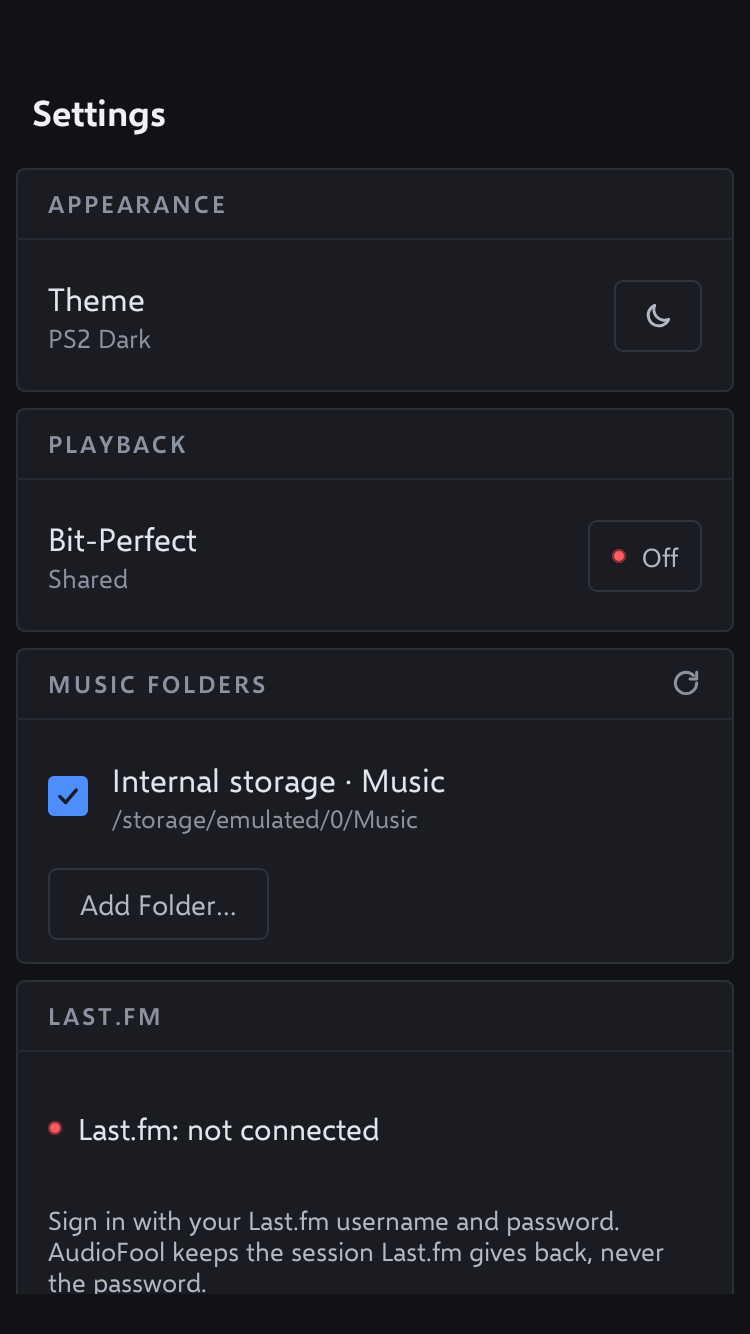 Settings
APPEARANCE
Theme
PS2 Dark
PLAYBACK
Bit-Perfect
Shared
Off
MUSIC FOLDERS
Internal storage · Music
/storage/emulated/0/Music
Add Folder...
LAST.FM
Last.fm: not connected
Sign in with your Last.fm username and password.
AudioFool keeps the session Last.fm gives back, never
the password.